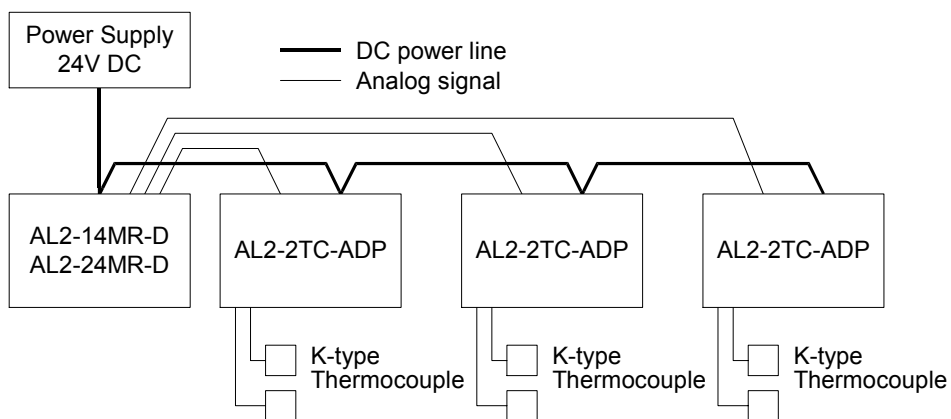 Power Supply
24V DC
DC power line
Analog signal
AL2-14MR-D
AL2-24MR-D
AL2-2TC-ADP
AL2-2TC-ADP
AL2-2TC-ADP
K-type
Thermocouple
K-type
Thermocouple
K-type
Thermocouple